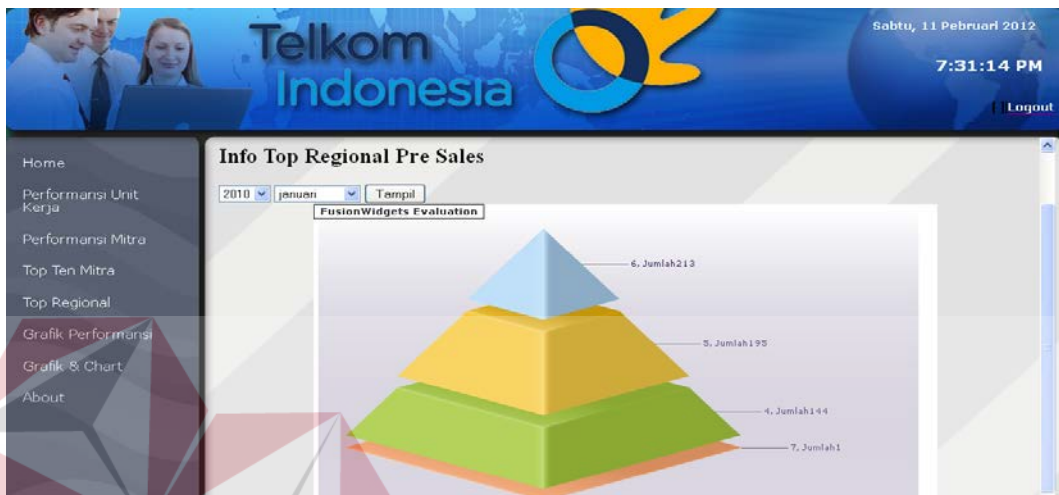 Telkom
Indonesia
Sabtu, 11 Pebruari 2012
7:31:14 PM
[ ] Logout
Home
Performansi Unit
Kerja
Performansi Mitra
Top Ten Mitra
Top Regional
Grafik Performansi
Grafik & Chart
About
Info Top Regional Pre Sales
2010 januari Tampil
FusionWidgets Evaluation
6, Jumlah213
5, Jumlah195
4, Jumlah144
7, Jumlah1